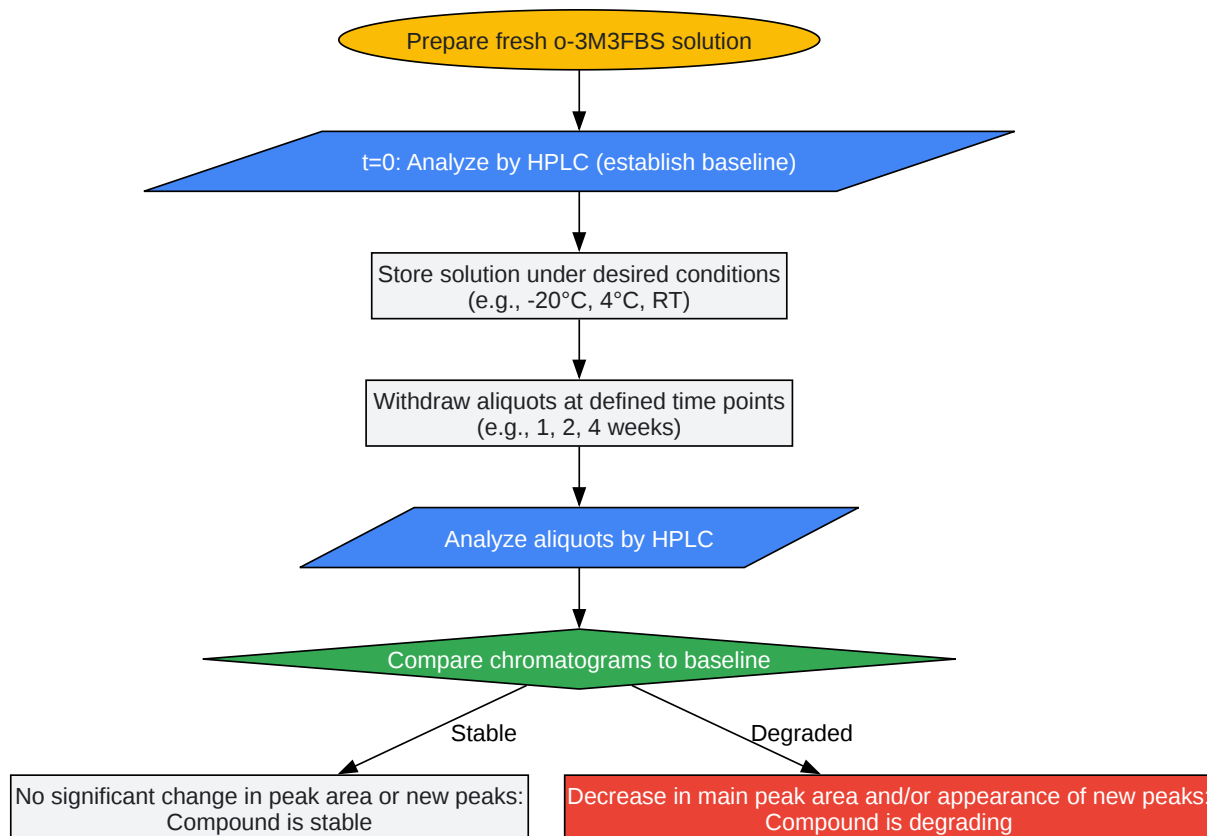 Prepare fresh o-3M3FBS solution
t=0: Analyze by HPLC (establish baseline)
Store solution under desired conditions
(e.g., -20°C, 4°C, RT)
Withdraw aliquots at defined time points
(e.g., 1, 2, 4 weeks)
Analyze aliquots by HPLC
Compare chromatograms to baseline
Stable
Degraded
No significant change in peak area or new peaks:
Compound is stable
Decrease in main peak area and/or appearance of new peaks:
Compound is degrading